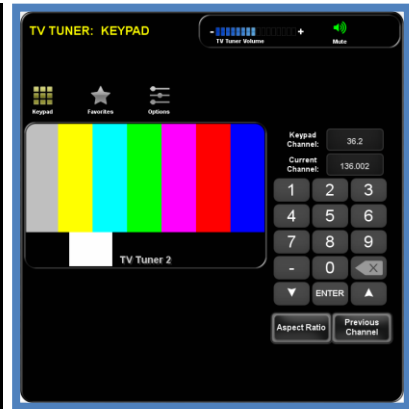 TV TUNER: KEYPAD
- +
TV Tuner Volume
Mute
Keypad
Favorites
Options
Keypad Channel: 36.2
Current Channel: 136.002
1 2 3
4 5 6
7 8 9
- 0
ENTER
TV Tuner 2
Aspect Ratio
Previous Channel